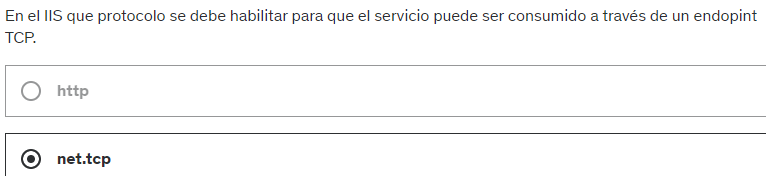 En el IIS que protocolo se debe habilitar para que el servicio puede ser consumido a través de un endopint
TCP.
http
net.tcp